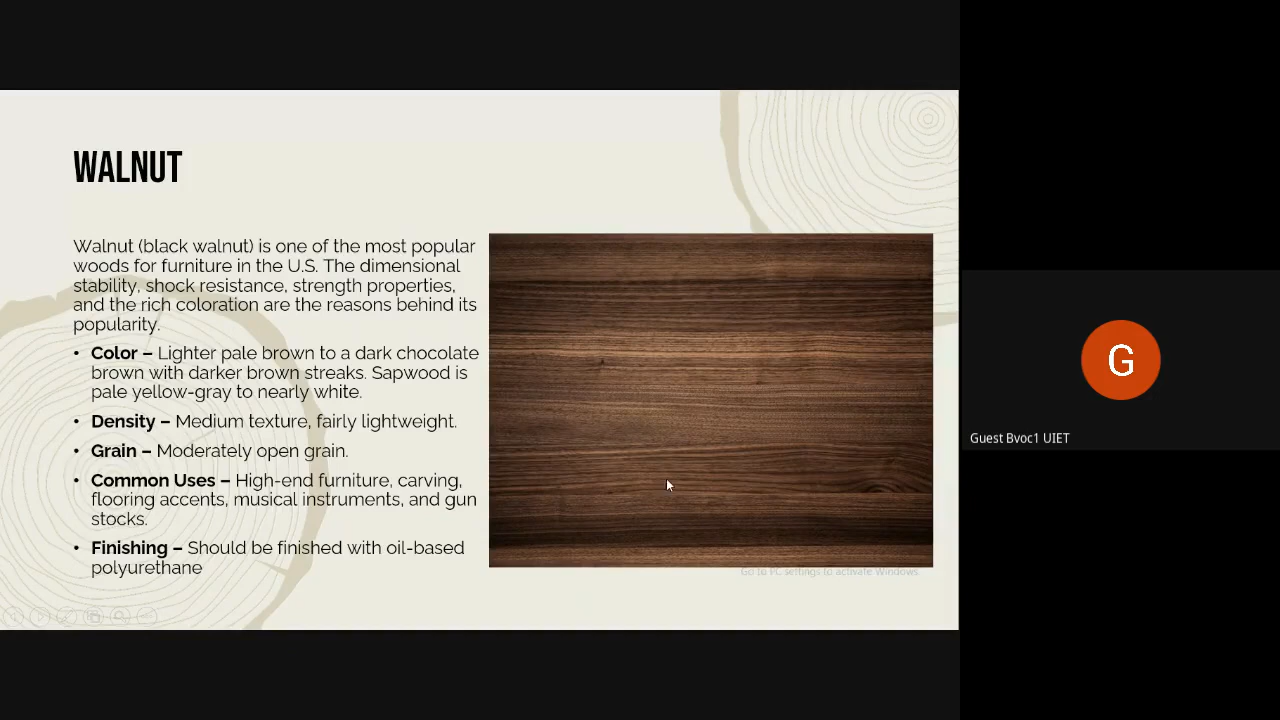 WALNUT
Walnut (black walnut) is one of the most popular
woods for furniture in the U.S. The dimensional
stability, shock resistance, strength properties,
and the rich coloration are the reasons behind its
popularity.
• Color – Lighter pale brown to a dark chocolate
brown with darker brown streaks. Sapwood is
pale yellow-gray to nearly white.
• Density – Medium texture, fairly lightweight.
• Grain – Moderately open grain.
• Common Uses – High-end furniture, carving,
flooring accents, musical instruments, and gun
stocks.
• Finishing – Should be finished with oil-based
polyurethane
Go to PC settings to activate Windows.
G
Guest Bvoc1 UIET